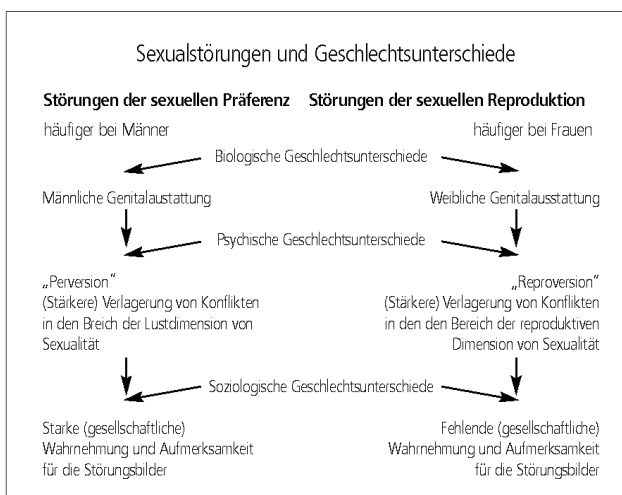 Sexualstörungen und Geschlechtsunterschiede
Störungen der sexuellen Präferenz Störungen der sexuellen Reproduktion
häufiger bei Männer häufiger bei Frauen
Biologische Geschlechtsunterschiede
Männliche Genitalaustattung Weibliche Genitalausstattung
Psychische Geschlechtsunterschiede
„Perversion“
(Stärkere) Verlagerung von Konflikten
in den Breich der Lustdimension von
Sexualität
„Reproversion“
(Stärkere) Verlagerung von Konflikten
in den den Bereich der reproduktiven
Dimension von Sexualität
Soziologische Geschlechtsunterschiede
Starke (gesellschaftliche)
Wahrnehmung und Aufmerksamkeit
für die Störungsbilder
Fehlende (gesellschaftliche)
Wahrnehmung und Aufmerksamkeit
für die Störungsbilder